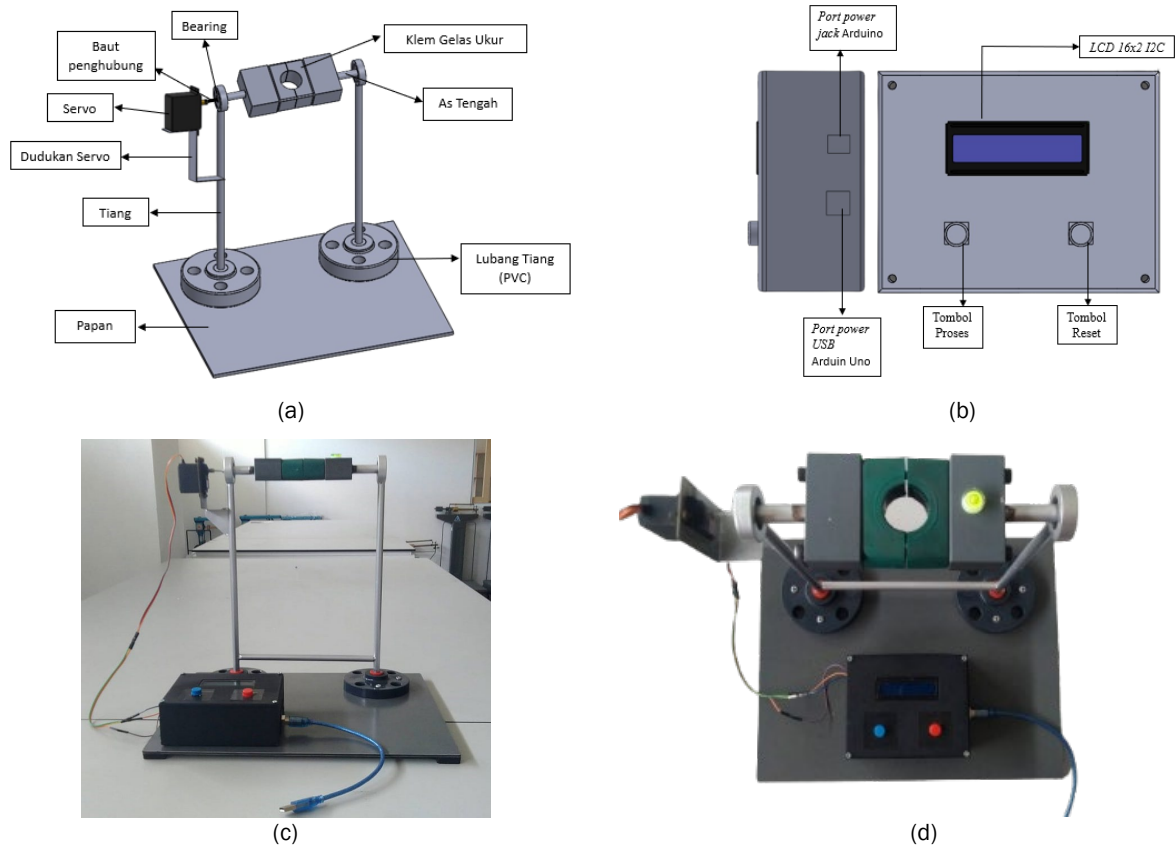 Bearing
Baut
penghubung
Klem Gelas Ukur
Servo
As Tengah
Dudukan Servo
Tiang
Lubang Tiang
(PVC)
Papan
(a)
Port power
jack Arduino
LCD 16x2 I2C
Port power
USB
Arduin Uno
Tombol
Proses
Tombol
Reset
(b)
(c)
(d)